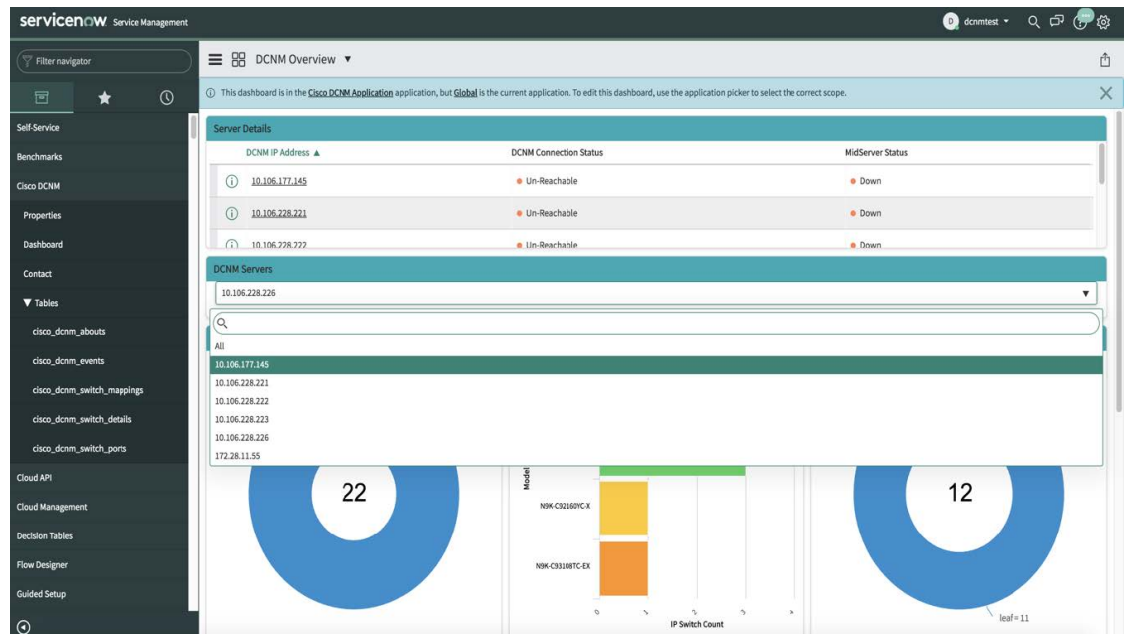 servicenow Service Management
D dcnmtest
Filter navigator
DCNM Overview ▼
This dashboard is in the Cisco DCNM Application application, but Global is the current application. To edit this dashboard, use the application picker to select the correct scope.
Self-Service
Benchmarks
Cisco DCNM
Properties
Dashboard
Contact
▼ Tables
cisco_dcnm_abouts
cisco_dcnm_events
cisco_dcnm_switch_mappings
cisco_dcnm_switch_details
cisco_dcnm_switch_ports
Cloud API
Cloud Management
Decision Tables
Flow Designer
Guided Setup
Server Details
DCNM IP Address ▲ DCNM Connection Status MidServer Status
10.106.177.145 Un-Reachable Down
10.106.228.221 Un-Reachable Down
10.106.228.222 Un-Reachable Down
DCNM Servers
10.106.228.226
All
10.106.177.145
10.106.228.221
10.106.228.222
10.106.228.223
10.106.228.226
172.28.11.55
22
Model
N9K-C92160YC-X
N9K-C93108TC-EX
0 1 2 3 4
IP Switch Count
12
leaf = 11